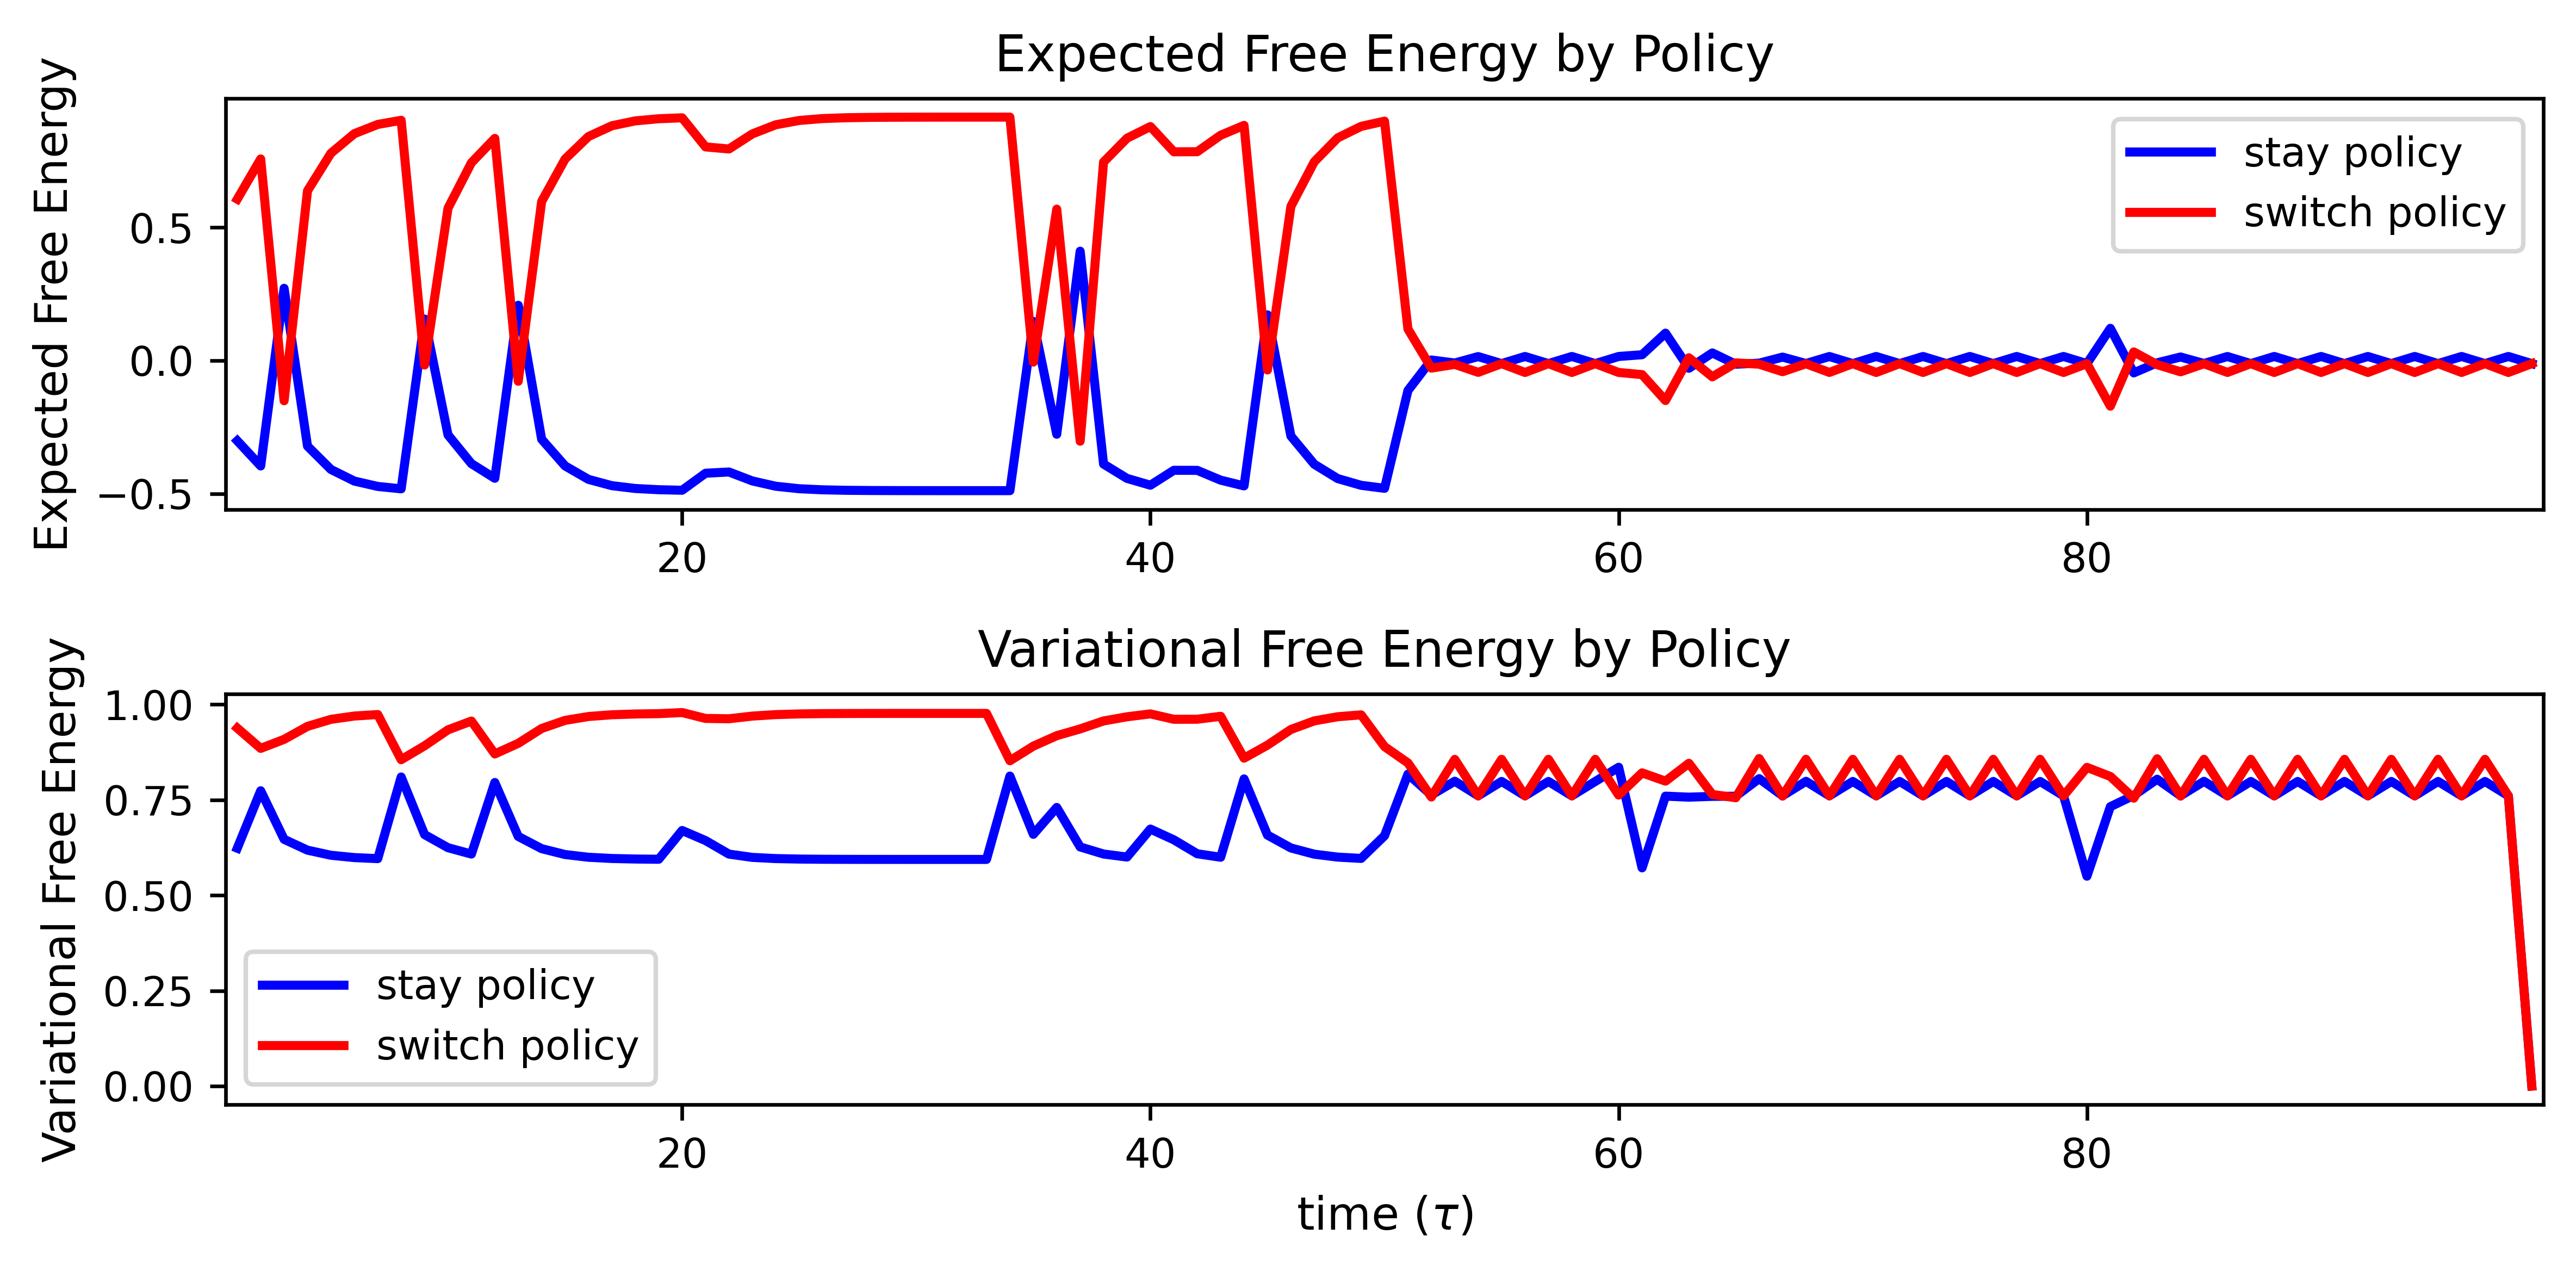 Expected Free Energy by Policy
Expected Free Energy
0.5
0.0
−0.5
stay policy
switch policy
20 40 60 80
Variational Free Energy by Policy
Variational Free Energy
1.00
0.75
0.50
0.25
0.00
stay policy
switch policy
20 40 60 80
time (τ)